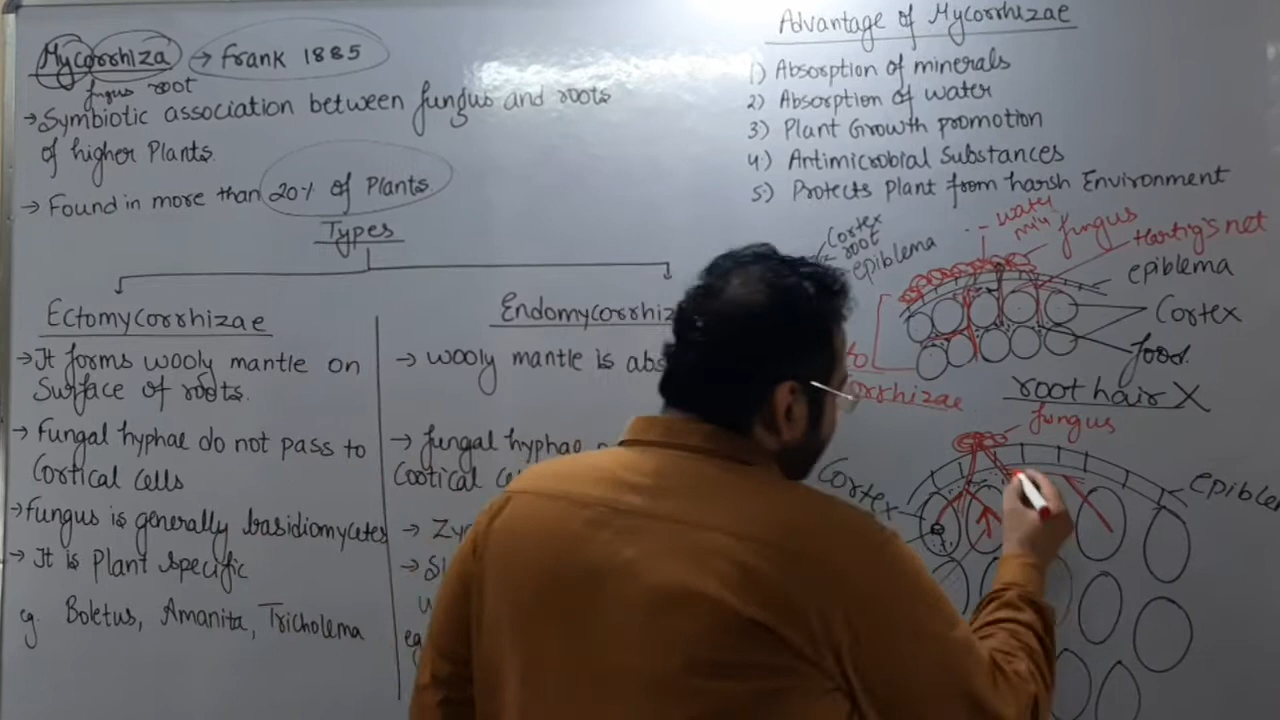 Mycorrhiza → Frank 1885
fungus root
→ Symbiotic association between fungus and roots
of higher Plants.
→ Found in more than 20% of Plants
Types
Ectomycorrhizae
→ It forms wooly mantle on
Surface of roots.
→ Fungal hyphae do not pass to
Cortical cells
→ Fungus is generally basidiomycetes
→ It is Plant specific
eg. Boletus, Amanita, Tricholema
Endomycorrhiz
→ wooly mantle is abs
→ fungal hyphae
Cootical c
→ Zy
→
eg
Advantage of Mycorrhizae
1) Absorption of minerals
2) Absorption of water
3) Plant Growth promotion
4) Antimicrobial Substances
5) Protects Plant from harsh Environment
Cortex
root
epiblema
water
min
fungus
Hartig's net
epiblema
Cortex
food.
orrhizae
root hair X
fungus
Cortex
epible